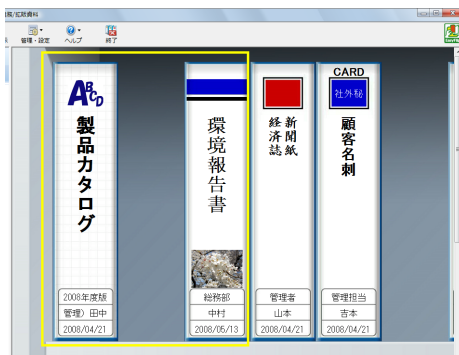 管理・設定
ヘルプ
終了
ABCD
製品カタログ
2008年度版
管理）田中
2008/04/21
環境報告書
総務部
中村
2008/05/13
新聞紙
経済誌
管理者
山本
2008/04/21
CARD
社外秘
顧客名刺
管理担当
吉本
2008/04/21